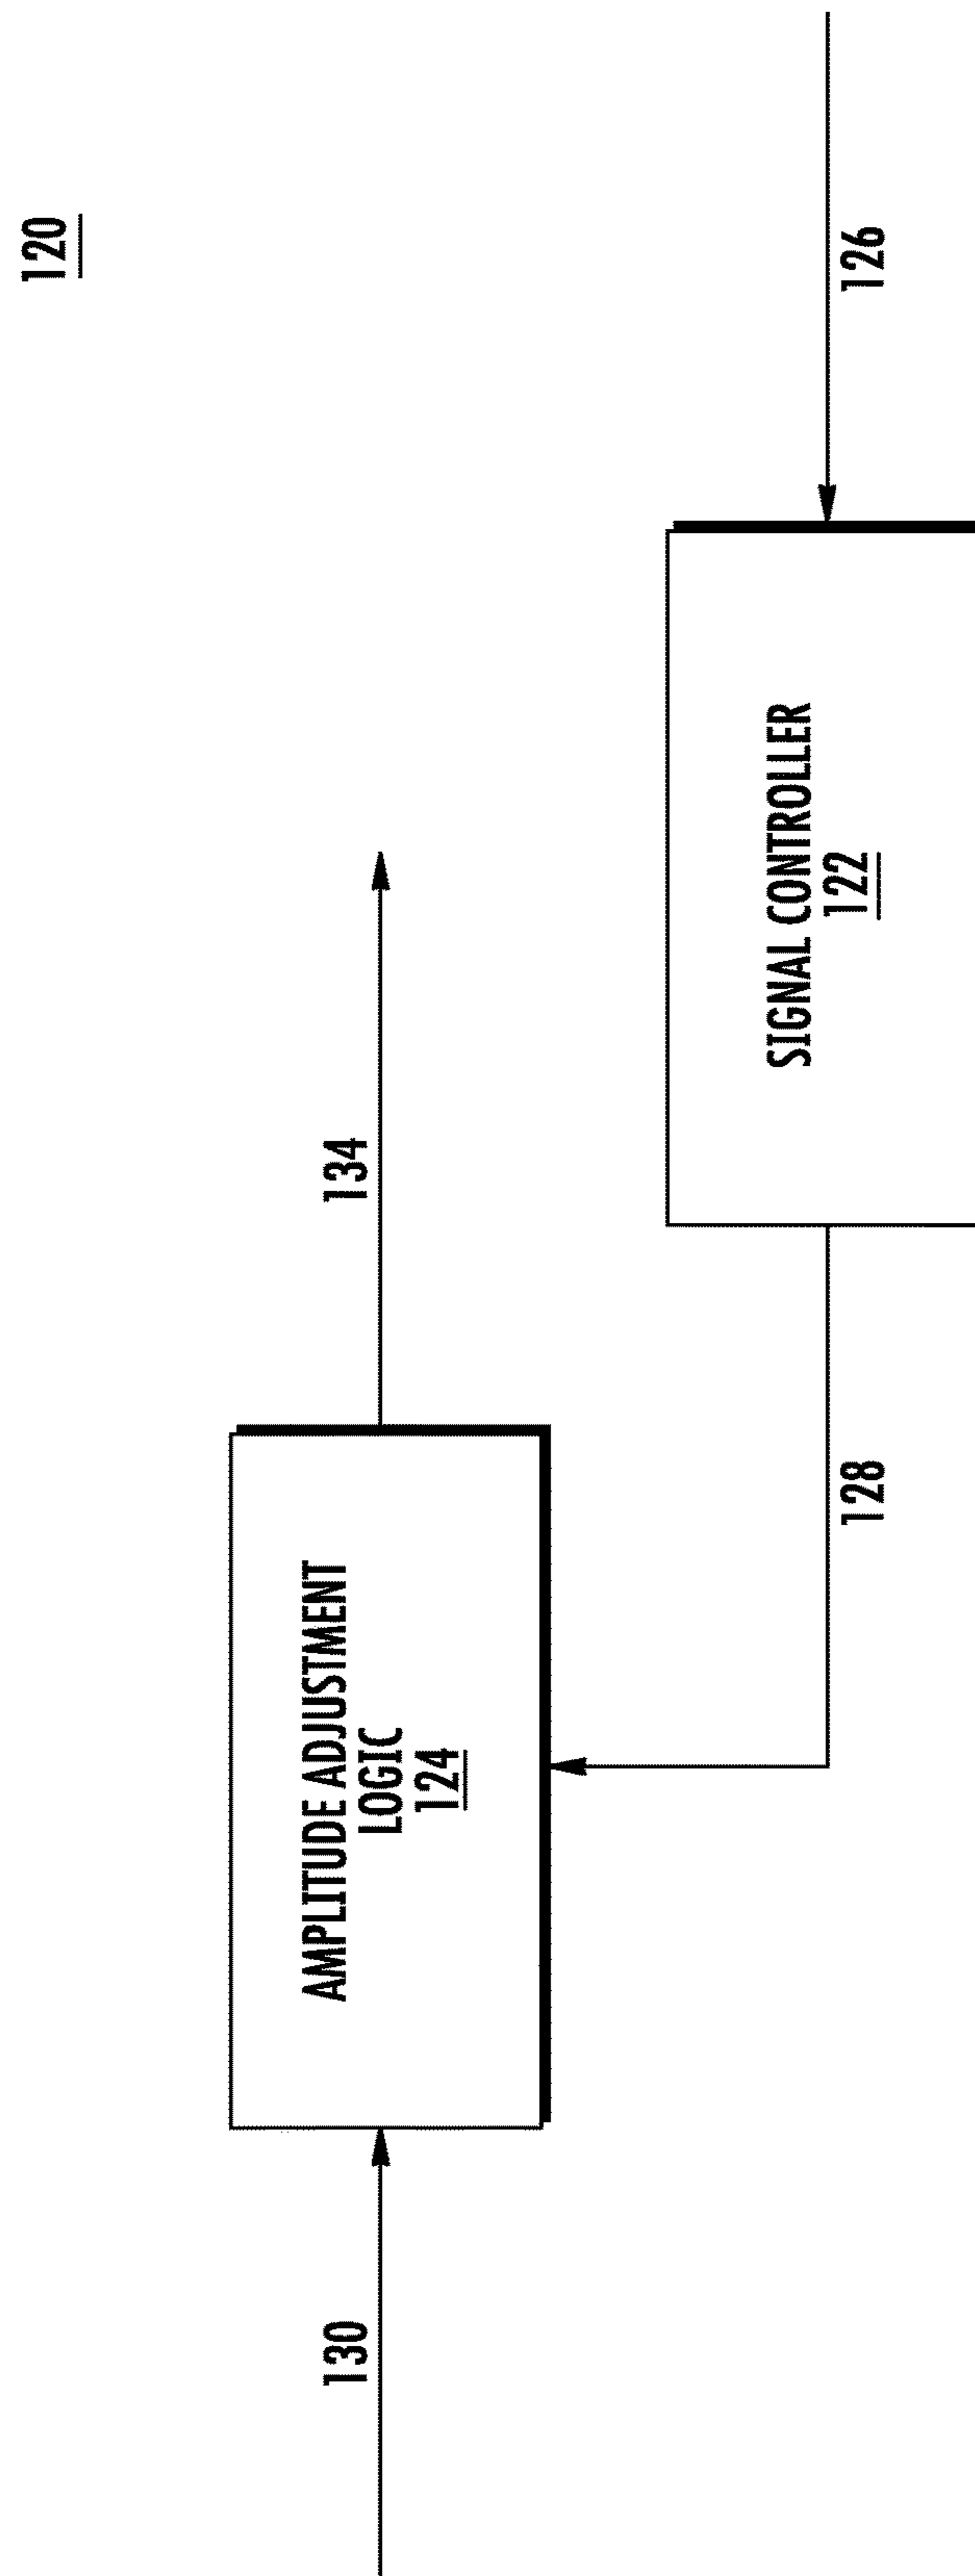 120
130
AMPLITUDE ADJUSTMENT
LOGIC
124
134
128
SIGNAL CONTROLLER
122
126